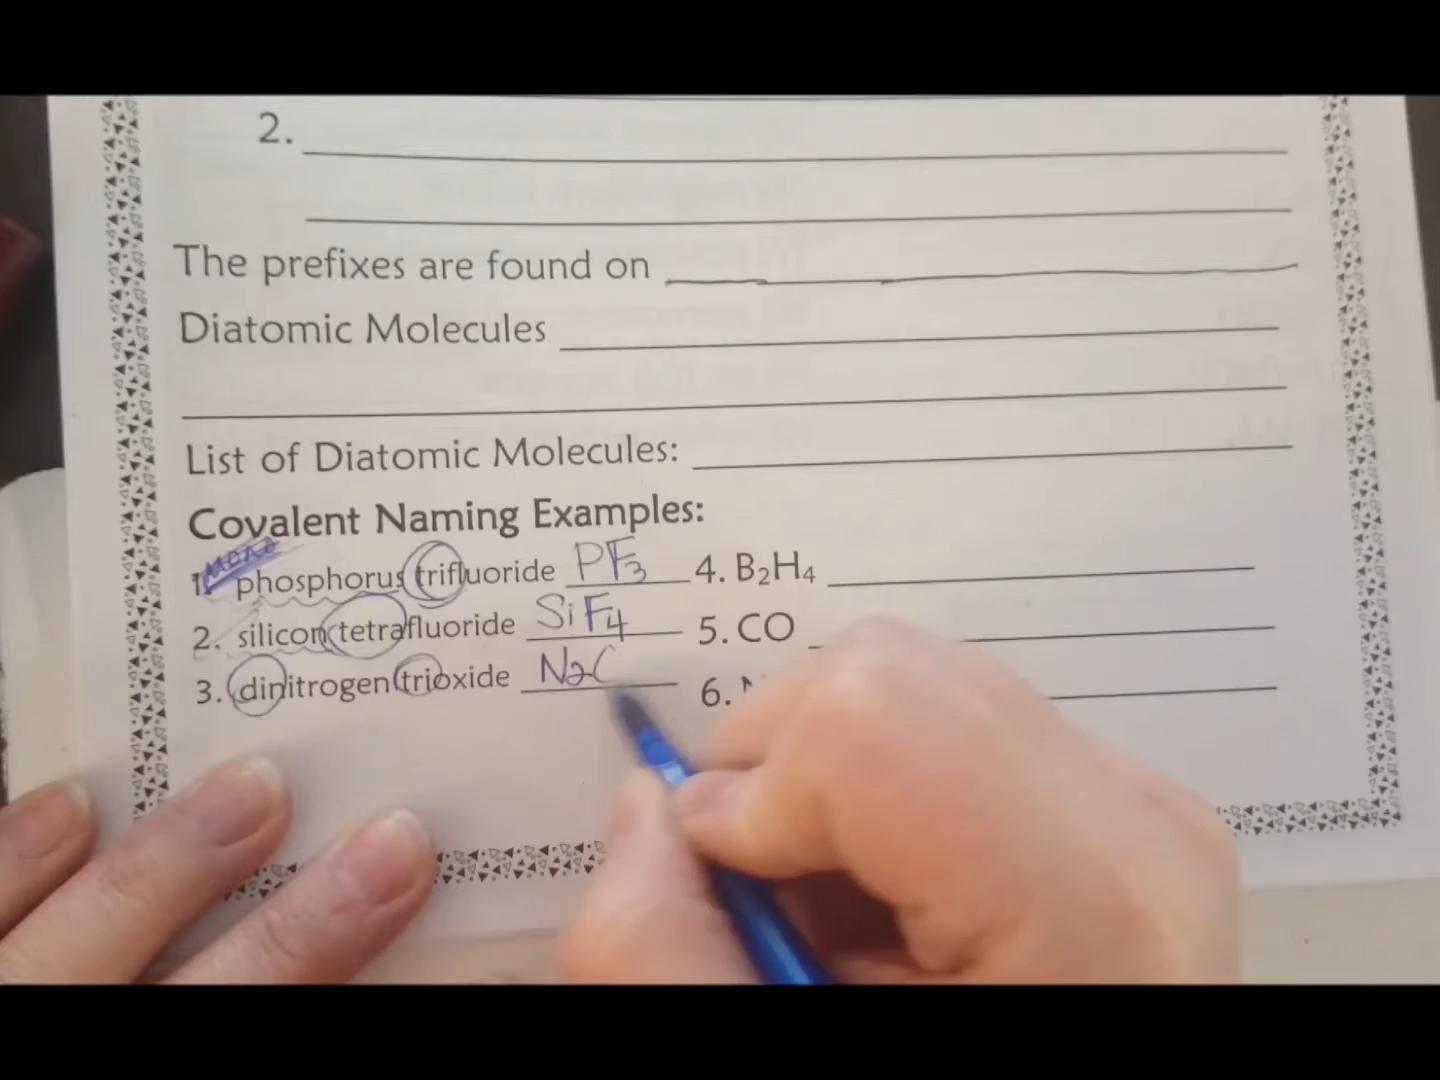 2.
The prefixes are found on
Diatomic Molecules
List of Diatomic Molecules:
Covalent Naming Examples:
mono
1. phosphorus trifluoride PF3 4. B2H4
2. silicon tetrafluoride SiF4 5. CO
3. dinitrogen trioxide N2 6.